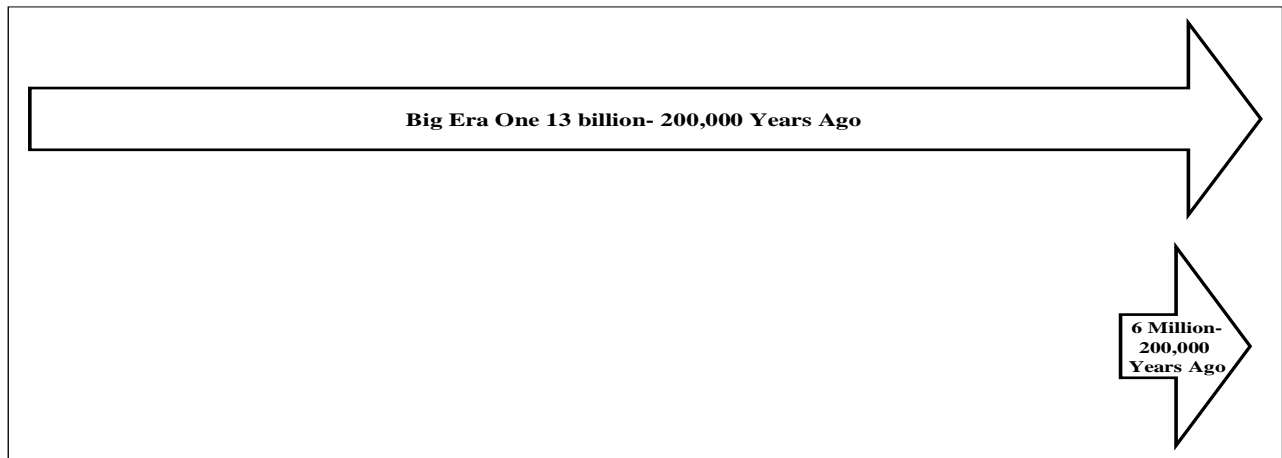 Big Era One 13 billion- 200,000 Years Ago
6 Million-
200,000
Years Ago